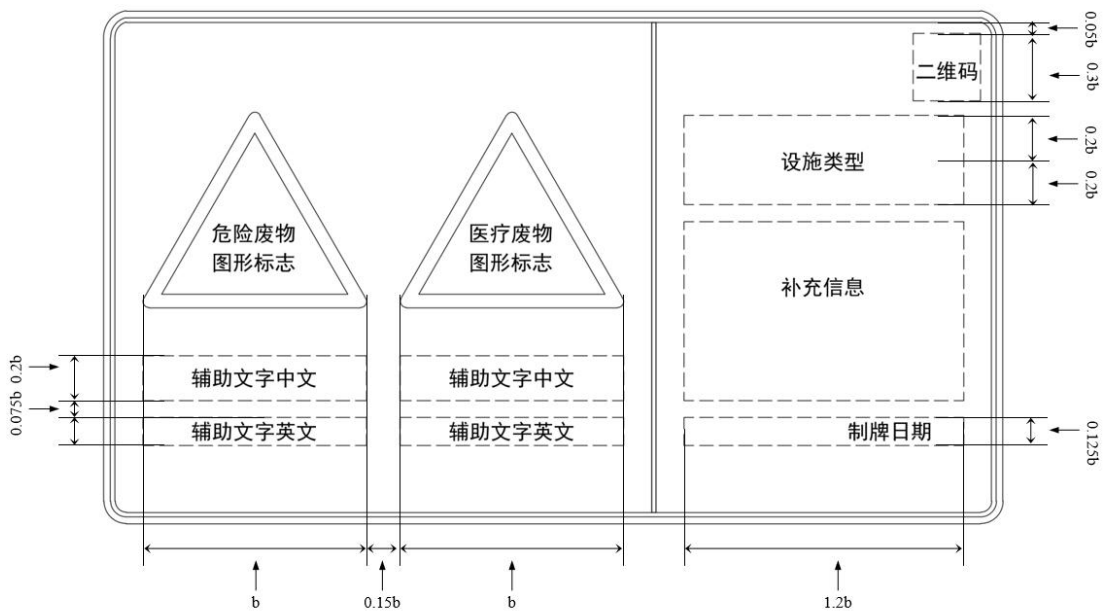 二维码
设施类型
危险废物
图形标志
医疗废物
图形标志
补充信息
辅助文字中文
辅助文字中文
辅助文字英文
辅助文字英文
制牌日期
0.05b
0.3b
0.2b
0.2b
0.125b
0.2b
0.075b
b
0.15b
b
1.2b